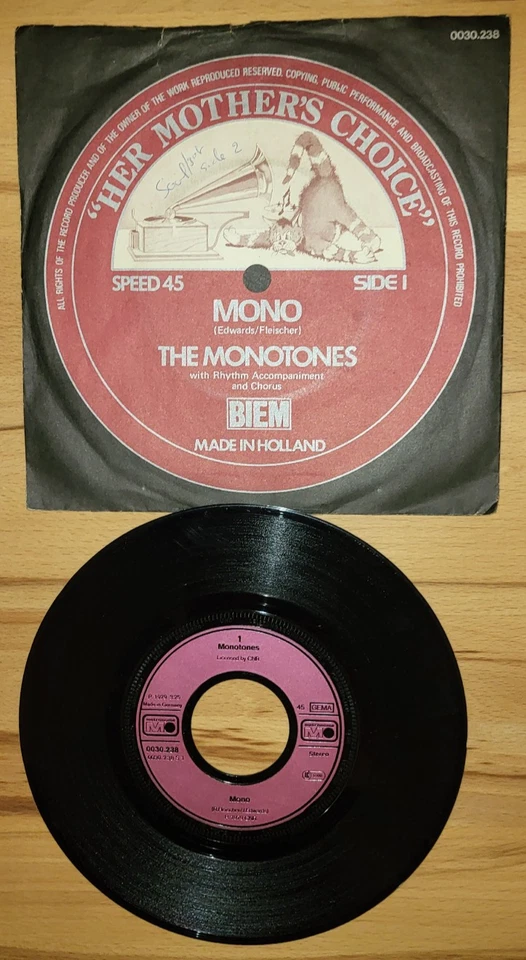 0030.238
ALL RIGHTS OF THE RECORD PRODUCER AND OF THE OWNER OF THE WORK REPRODUCED RESERVED. COPYING, PUBLIC PERFORMANCE AND BROADCASTING OF THIS RECORD PROHIBITED
"HER MOTHER'S CHOICE"
side 2
SPEED 45
SIDE 1
MONO
(Edwards/Fleischer)
THE MONOTONES
with Rhythm Accompaniment
and Chorus
BIEM
MADE IN HOLLAND
1
Monotones
Licensed by CNR
Made in Germany
45 GEMA
M
M
0030.238
Stereo
Mono